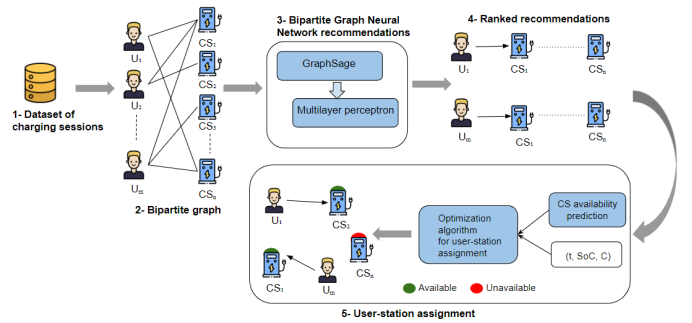 1- Dataset of
charging sessions
U₁
U₂
Uₘ
CS₁
CS₂
CS₃
CSₙ
2- Bipartite graph
3- Bipartite Graph Neural
Network recommendations
GraphSage
Multilayer perceptron
4- Ranked recommendations
U₁
CS₁
CSₙ
Uₘ
CS₁
CSₙ
U₁
CS₂
CS₁
Uₘ
CSₙ
Optimization
algorithm
for user-station
assignment
CS availability
prediction
(t, SoC, C)
Available
Unavailable
5- User-station assignment